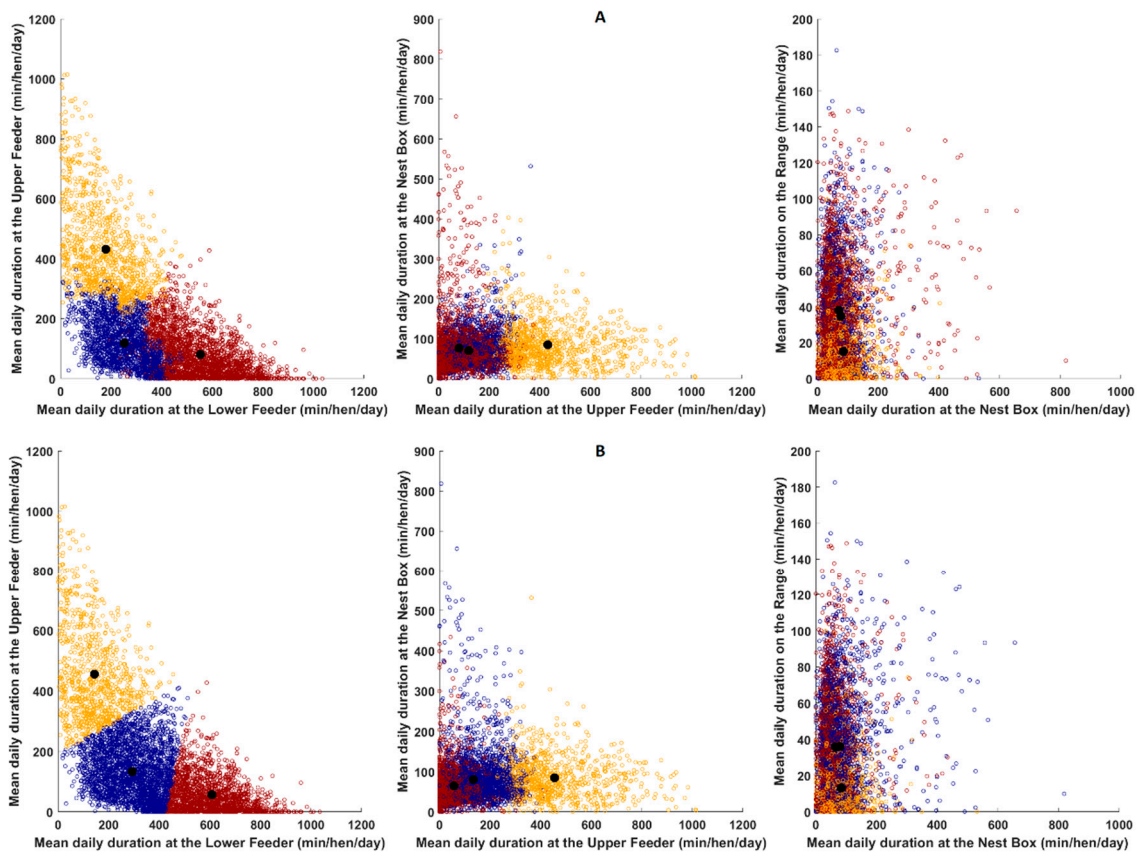 A
Mean daily duration at the Upper Feeder (min/hen/day)
1200
1000
800
600
400
200
0
0 200 400 600 800 1000 1200
Mean daily duration at the Lower Feeder (min/hen/day)
Mean daily duration at the Nest Box (min/hen/day)
900
800
700
600
500
400
300
200
100
0
0 200 400 600 800 1000 1200
Mean daily duration at the Upper Feeder (min/hen/day)
Mean daily duration on the Range (min/hen/day)
200
180
160
140
120
100
80
60
40
20
0
0 200 400 600 800 1000
Mean daily duration at the Nest Box (min/hen/day)
B
Mean daily duration at the Upper Feeder (min/hen/day)
1200
1000
800
600
400
200
0
0 200 400 600 800 1000 1200
Mean daily duration at the Lower Feeder (min/hen/day)
Mean daily duration at the Nest Box (min/hen/day)
900
800
700
600
500
400
300
200
100
0
0 200 400 600 800 1000 1200
Mean daily duration at the Upper Feeder (min/hen/day)
Mean daily duration on the Range (min/hen/day)
200
180
160
140
120
100
80
60
40
20
0
0 200 400 600 800 1000
Mean daily duration at the Nest Box (min/hen/day)